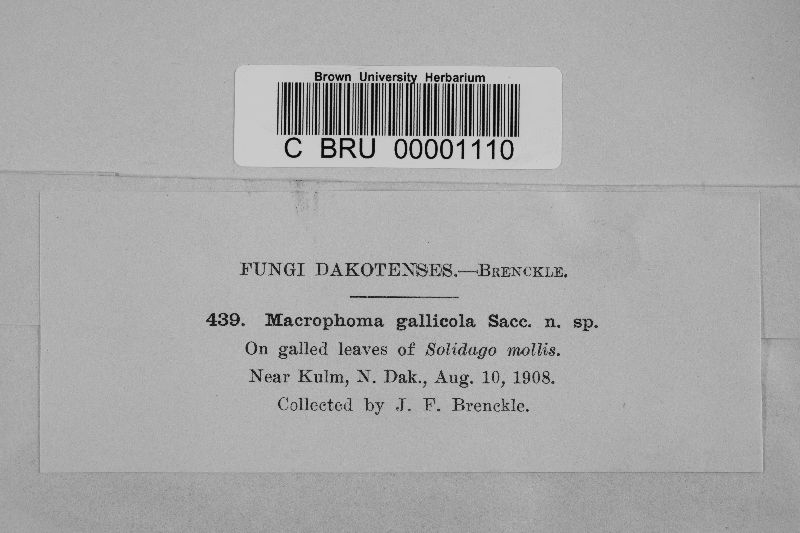 Brown University Herbarium
C BRU 00001110
FUNGI DAKOTENSES.—BRENCKLE.
439. Macrophoma gallicola Sacc. n. sp.
On galled leaves of Solidago mollis.
Near Kulm, N. Dak., Aug. 10, 1908.
Collected by J. F. Brenckle.